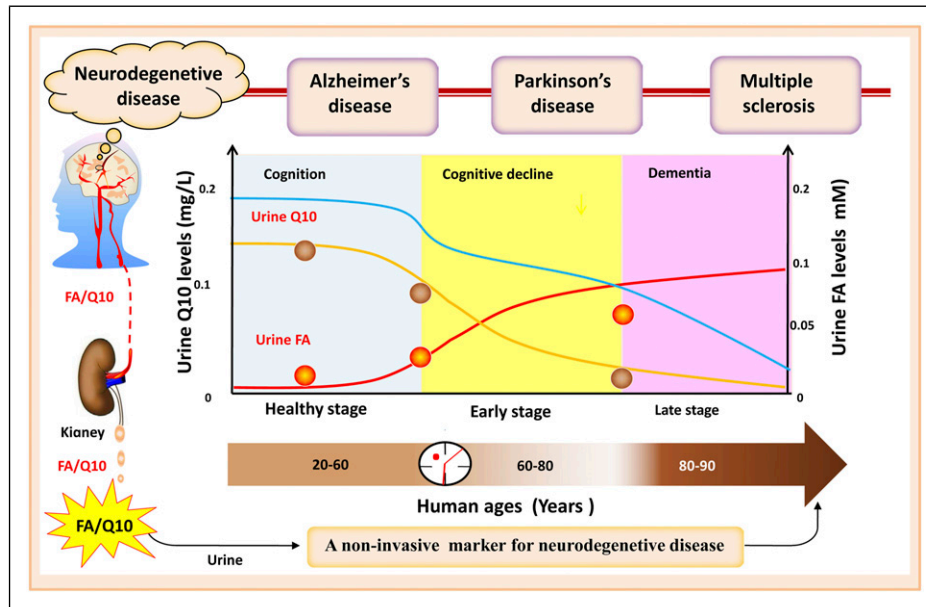 Neurodegenetive
disease
Alzheimer's
disease
Parkinson's
disease
Multiple
sclerosis
FA/Q10
Kianey
FA/Q10
FA/Q10
Urine
Urine Q10 levels (mg/L)
0.2
0.1
0
Cognition
Cognitive decline
Dementia
Urine Q10
Urine FA
0.2
0.1
0.05
0
Urine FA levels mM)
Healthy stage
Early stage
Late stage
20-60
60-80
80-90
Human ages (Years )
A non-invasive marker for neurodegenetive disease